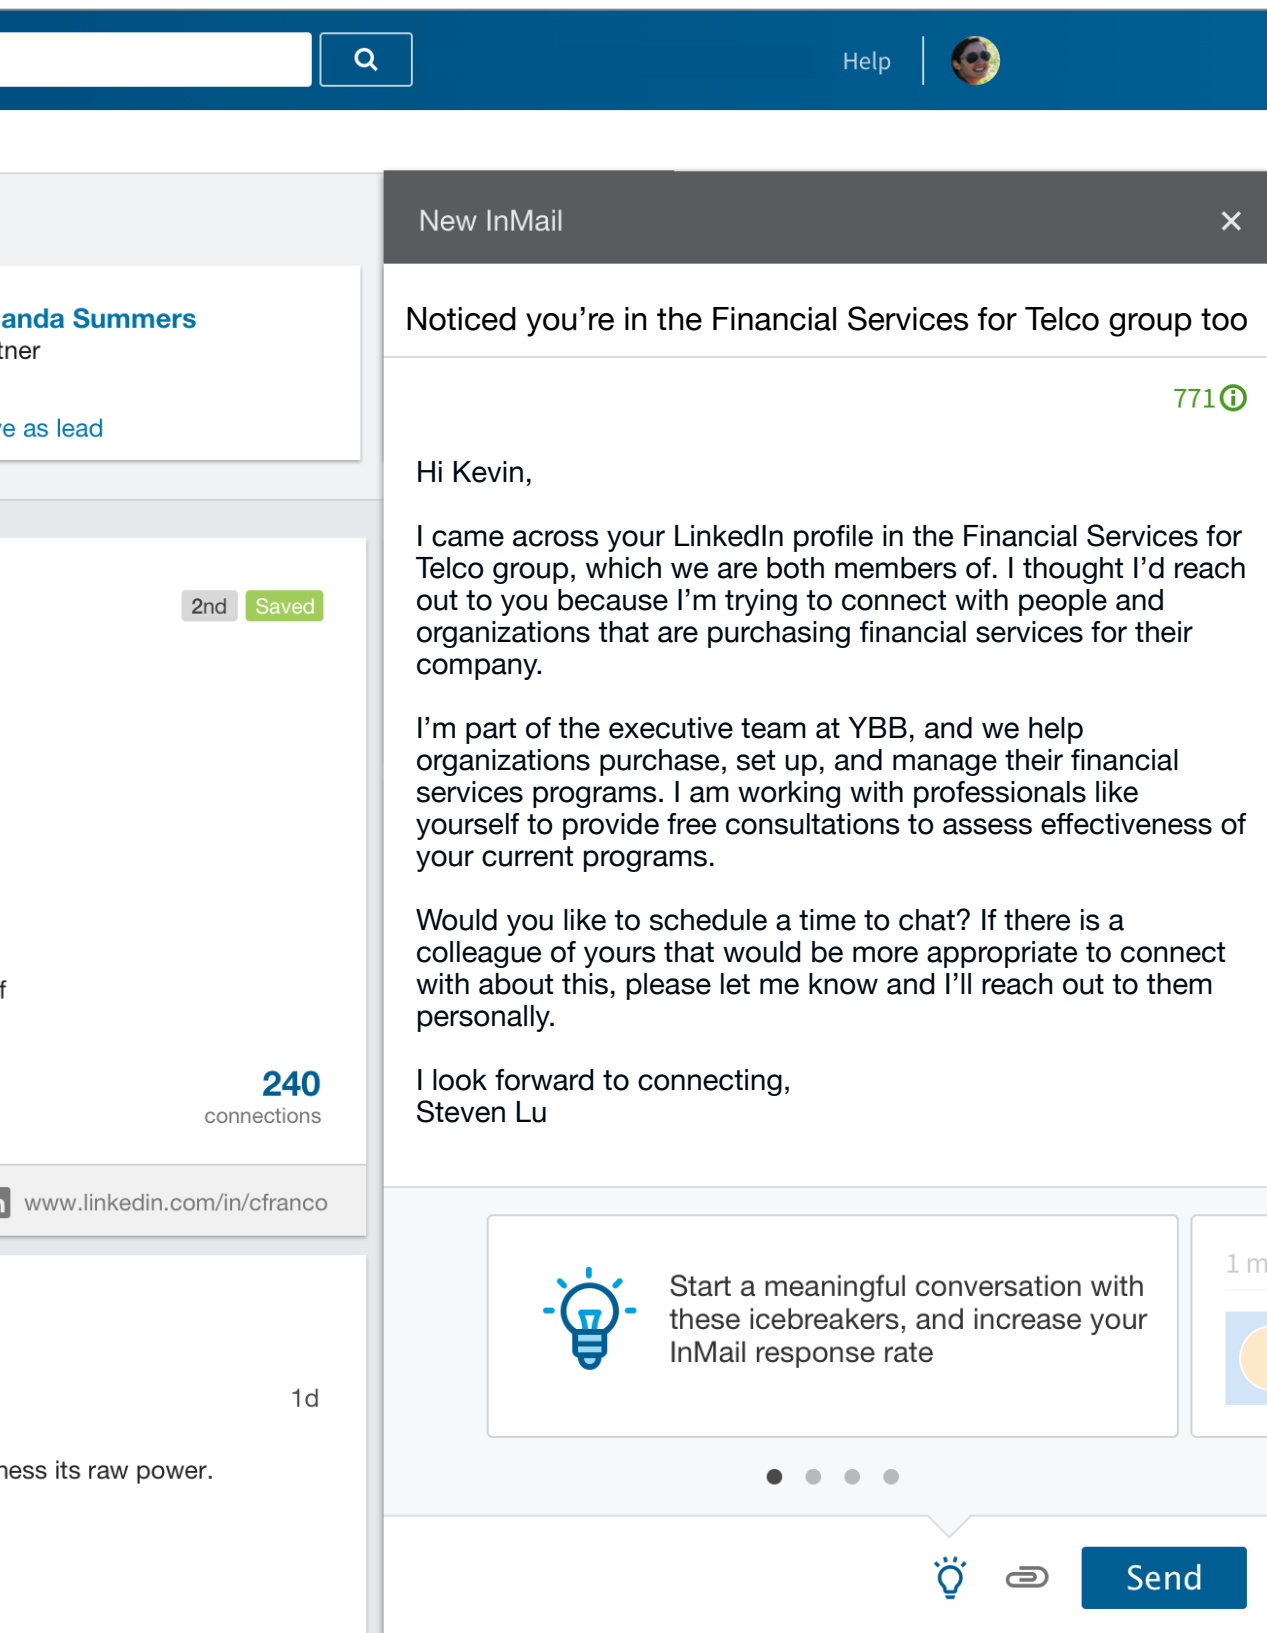 Help
New InMail
anda Summers
tner
ve as lead
Noticed you’re in the Financial Services for Telco group too
771
Hi Kevin,
I came across your LinkedIn profile in the Financial Services for
Telco group, which we are both members of. I thought I’d reach
out to you because I’m trying to connect with people and
organizations that are purchasing financial services for their
company.
I’m part of the executive team at YBB, and we help
organizations purchase, set up, and manage their financial
services programs. I am working with professionals like
yourself to provide free consultations to assess effectiveness of
your current programs.
Would you like to schedule a time to chat? If there is a
colleague of yours that would be more appropriate to connect
with about this, please let me know and I’ll reach out to them
personally.
I look forward to connecting,
Steven Lu
2nd Saved
f
240
connections
www.linkedin.com/in/cfranco
1d
ness its raw power.
Start a meaningful conversation with
these icebreakers, and increase your
InMail response rate
1 m
Send